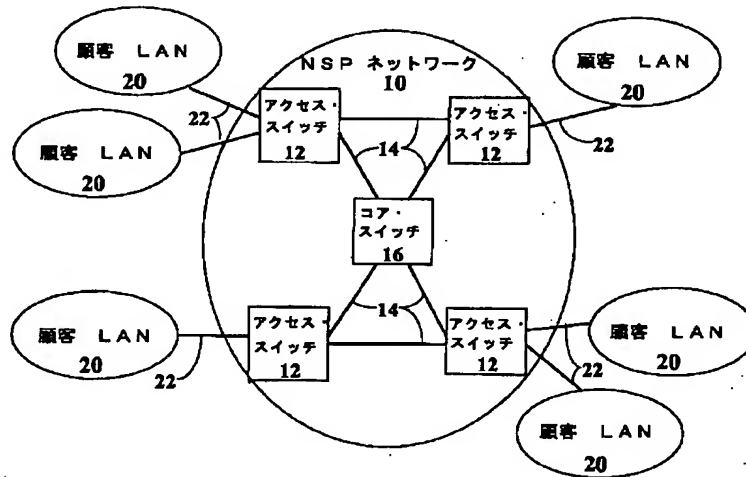 顧客 LAN
20
NSP ネットワーク
10
顧客 LAN
20
22
アクセス・
スイッチ
12
アクセス・
スイッチ
12
22
顧客 LAN
20
14
コア・
スイッチ
16
顧客 LAN
20
22
アクセス・
スイッチ
12
14
アクセス・
スイッチ
12
顧客 LAN
20
22
顧客 LAN
20